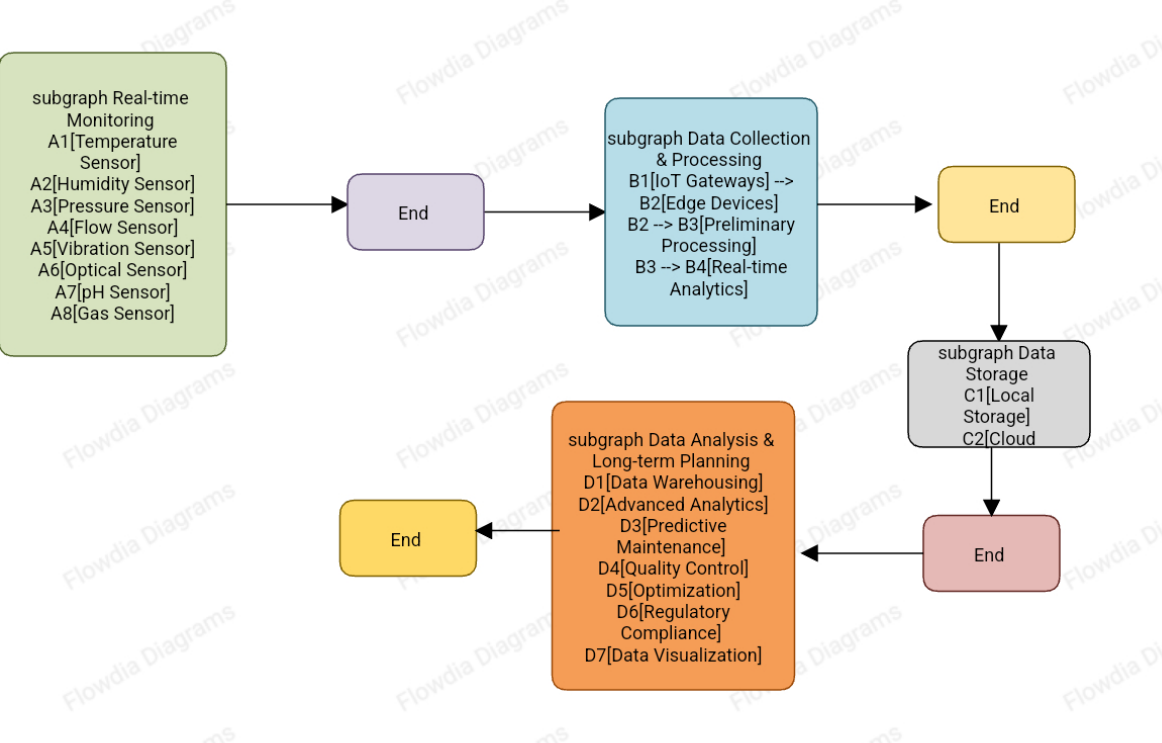 subgraph Real-time
Monitoring
A1[Temperature
Sensor]
A2[Humidity Sensor]
A3[Pressure Sensor]
A4[Flow Sensor]
A5[Vibration Sensor]
A6[Optical Sensor]
A7[pH Sensor]
A8[Gas Sensor]
End
subgraph Data Collection
& Processing
B1[IoT Gateways] -->
B2[Edge Devices]
B2 --> B3[Preliminary
Processing]
B3 --> B4[Real-time
Analytics]
End
subgraph Data
Storage
C1[Local
Storage]
C2[Cloud
End
subgraph Data Analysis &
Long-term Planning
D1[Data Warehousing]
D2[Advanced Analytics]
D3[Predictive
Maintenance]
D4[Quality Control]
D5[Optimization]
D6[Regulatory
Compliance]
D7[Data Visualization]
End
Flowdia Diagrams